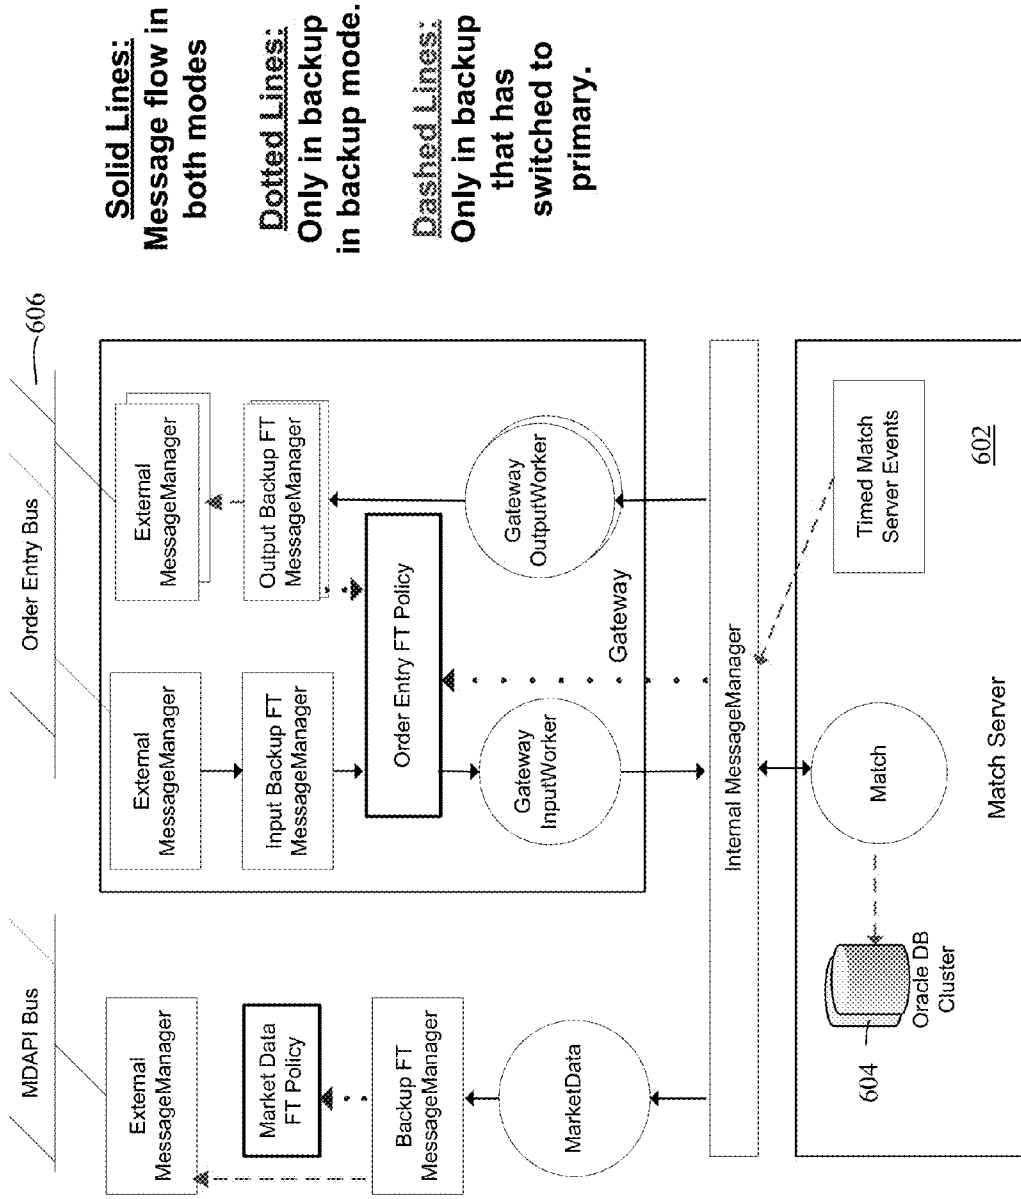 MDAPI Bus
Order Entry Bus
606
External
MessageManager
Market Data
FT Policy
Backup FT
MessageManager
MarketData
External
MessageManager
Input Backup FT
MessageManager
Order Entry FT Policy
Gateway
InputWorker
External
MessageManager
Output Backup FT
MessageManager
Gateway
OutputWorker
Gateway
Internal MessageManager
604
Oracle DB
Cluster
Match
Timed Match
Server Events
602
Match Server
Solid Lines:
Message flow in
both modes
Dotted Lines:
Only in backup
in backup mode.
Dashed Lines:
Only in backup
that has
switched to
primary.